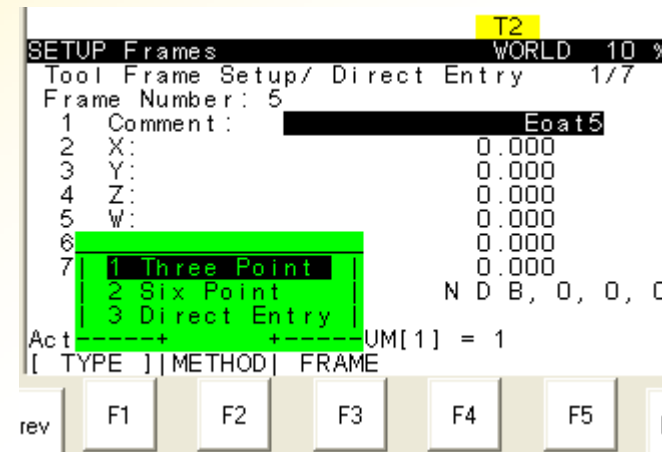 T2
SETUP Frames WORLD 10 %
Tool Frame Setup/ Direct Entry 1/7
Frame Number: 5
1 Comment: Eoat5
2 X: 0.000
3 Y: 0.000
4 Z: 0.000
5 W: 0.000
6 0.000
7 1 Three Point 0.000
2 Six Point N D B, 0, 0,
3 Direct Entry
Act UM[1] = 1
[ TYPE ]|METHOD| FRAME
rev F1 F2 F3 F4 F5